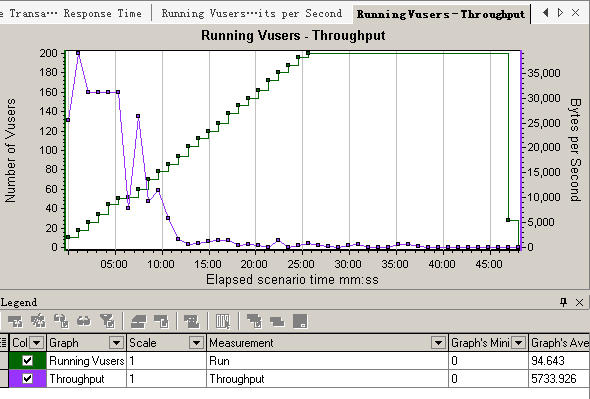 e Transa··· Response Time
Running Vusers···its per Second
Running Vusers - Throughput
Running Vusers - Throughput
Number of Vusers
200
180
160
140
120
100
80
60
40
20
0
35,000
30,000
25,000
20,000
15,000
10,000
5,000
0
Bytes per Second
05:00 10:00 15:00 20:00 25:00 30:00 35:00 40:00 45:00
Elapsed scenario time mm:ss
Legend
Col Graph Scale Measurement Graph's Mini Graph's Ave
Running Vusers 1 Run 0 94.643
Throughput 1 Throughput 0 5733.926